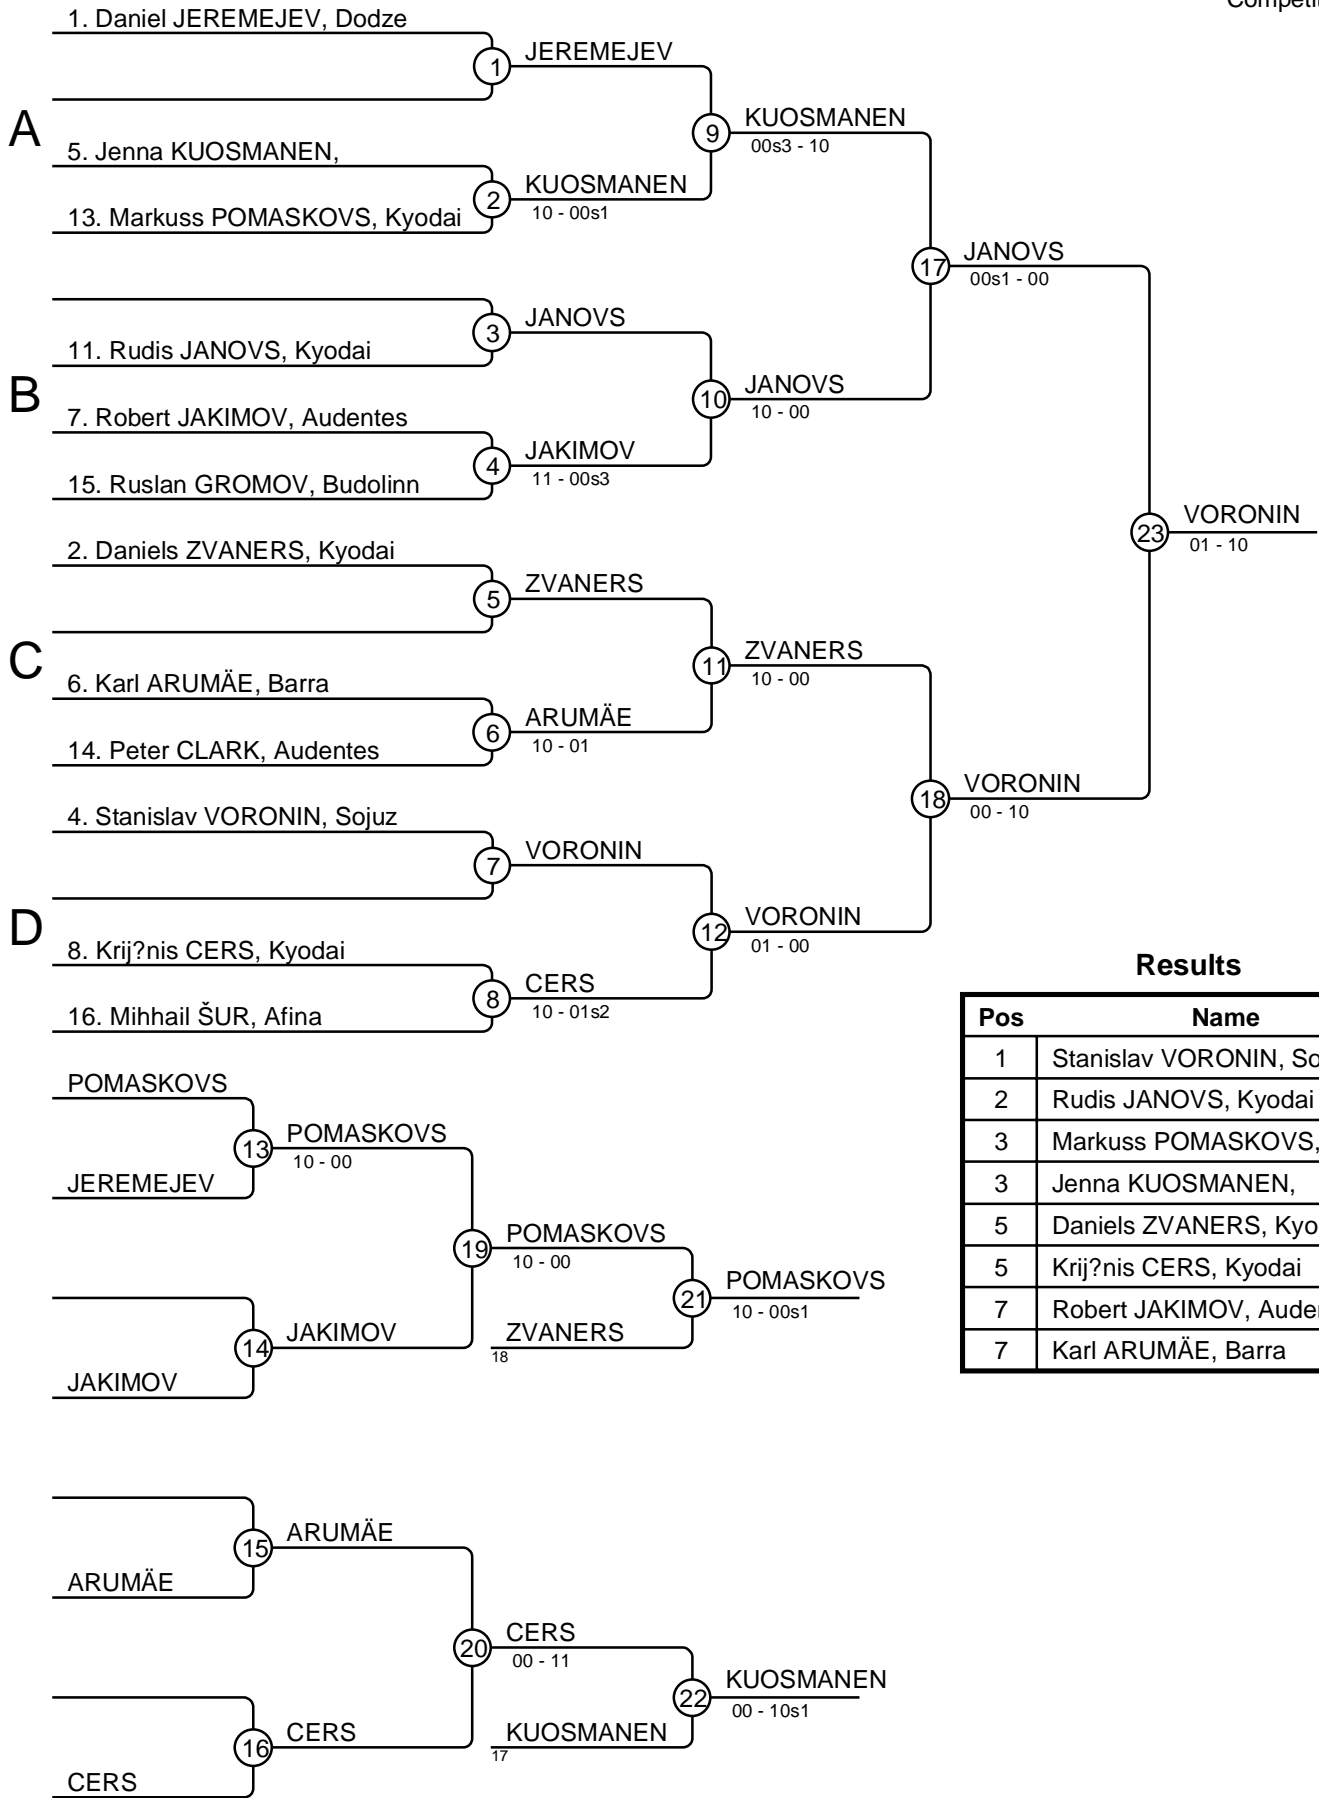 1. Daniel JEREMEJEV, Dodze
1
JEREMEJEV
A
9
KUOSMANEN
00s3 - 10
5. Jenna KUOSMANEN,
2
KUOSMANEN
10 - 00s1
13. Markuss POMASKOVS, Kyodai
17
JANOVS
00s1 - 00
3
JANOVS
11. Rudis JANOVS, Kyodai
B
10
JANOVS
10 - 00
7. Robert JAKIMOV, Audentes
4
JAKIMOV
11 - 00s3
15. Ruslan GROMOV, Budolinn
23
VORONIN
01 - 10
2. Daniels ZVANERS, Kyodai
5
ZVANERS
C
11
ZVANERS
10 - 00
6. Karl ARUMÄE, Barra
6
ARUMÄE
10 - 01
14. Peter CLARK, Audentes
18
VORONIN
00 - 10
4. Stanislav VORONIN, Sojuz
7
VORONIN
D
12
VORONIN
01 - 00
8. Krij?nis CERS, Kyodai
8
CERS
10 - 01s2
16. Mihhail ŠUR, Afina
POMASKOVS
13
POMASKOVS
10 - 00
JEREMEJEV
19
POMASKOVS
10 - 00
21
POMASKOVS
10 - 00s1
14
JAKIMOV
ZVANERS
18
JAKIMOV
15
ARUMÄE
ARUMÄE
20
CERS
00 - 11
22
KUOSMANEN
00 - 10s1
16
CERS
KUOSMANEN
17
CERS
Results
Pos Name
1 Stanislav VORONIN,
2 Rudis JANOVS, Kyodai
3 Markuss POMASKOVS,
3 Jenna KUOSMANEN,
5 Daniels ZVANERS,
5 Krij?nis CERS, Kyodai
7 Robert JAKIMOV,
7 Karl ARUMÄE, Barra